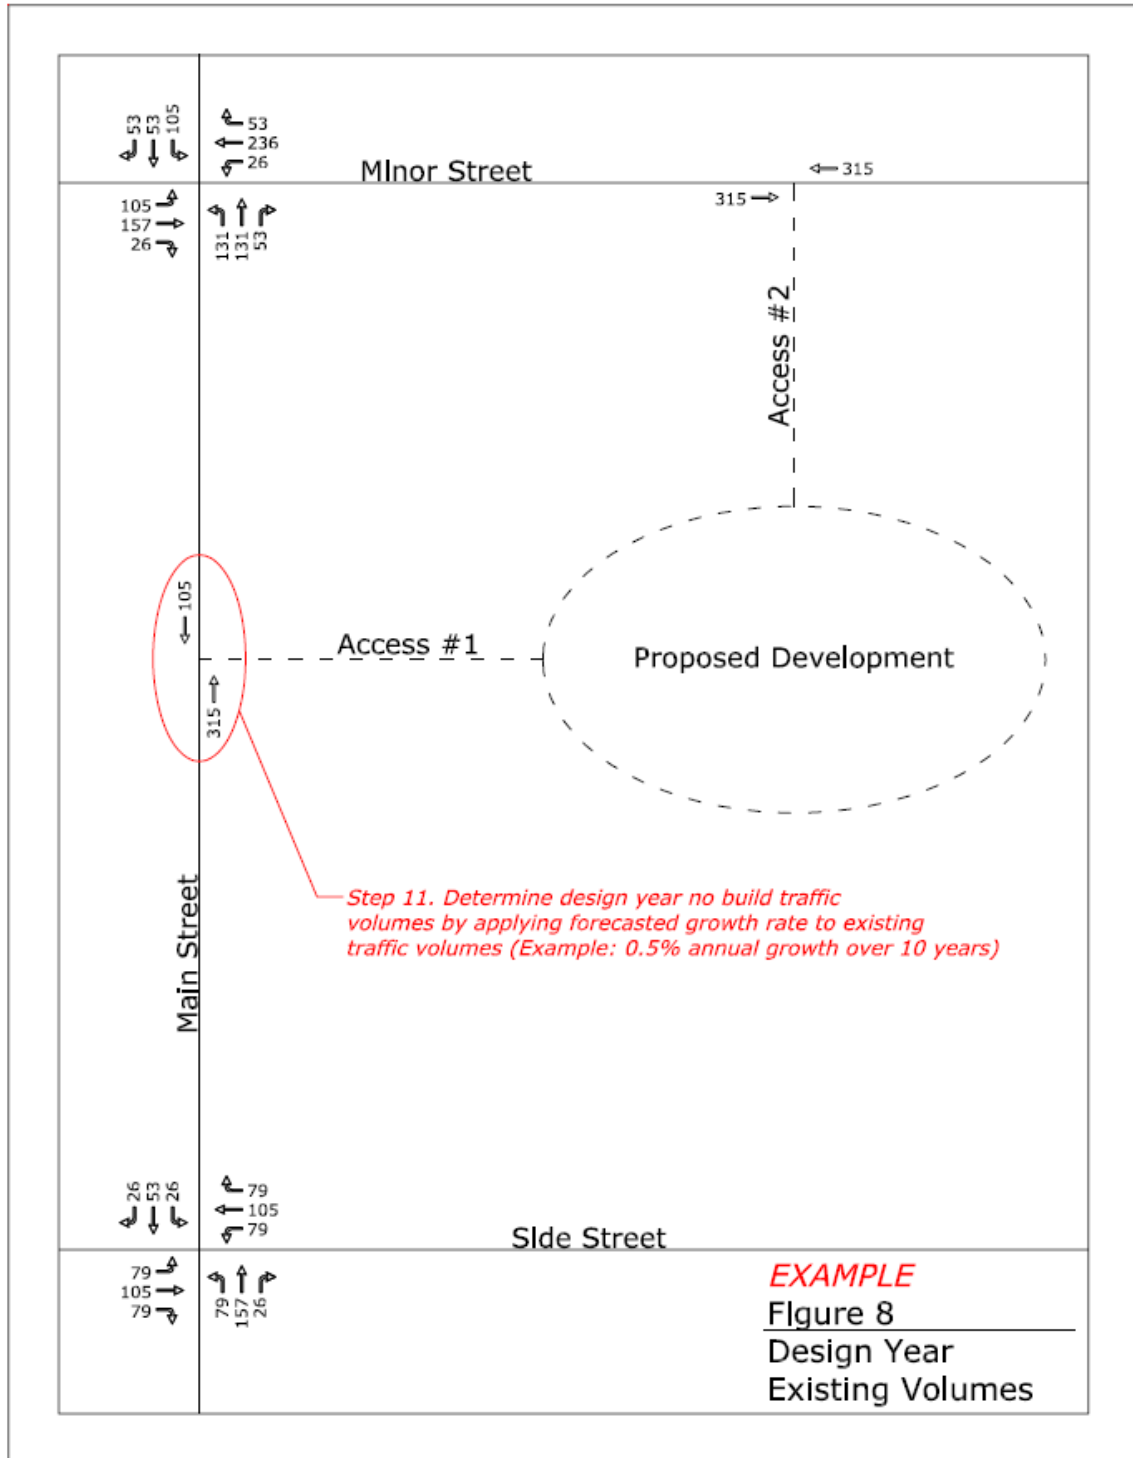 53 53 105
53
236
26
MInor Street
315
315
105
157
26
131 131 53
Access #2
105
Access #1
Proposed Development
315
Step 11. Determine design year no build traffic
volumes by applying forecasted growth rate to existing
traffic volumes (Example: 0.5% annual growth over 10 years)
Main Street
26 53 26
79
105
79
SIde Street
79
105
79
79 157 26
EXAMPLE
FIgure 8
Design Year
Existing Volumes